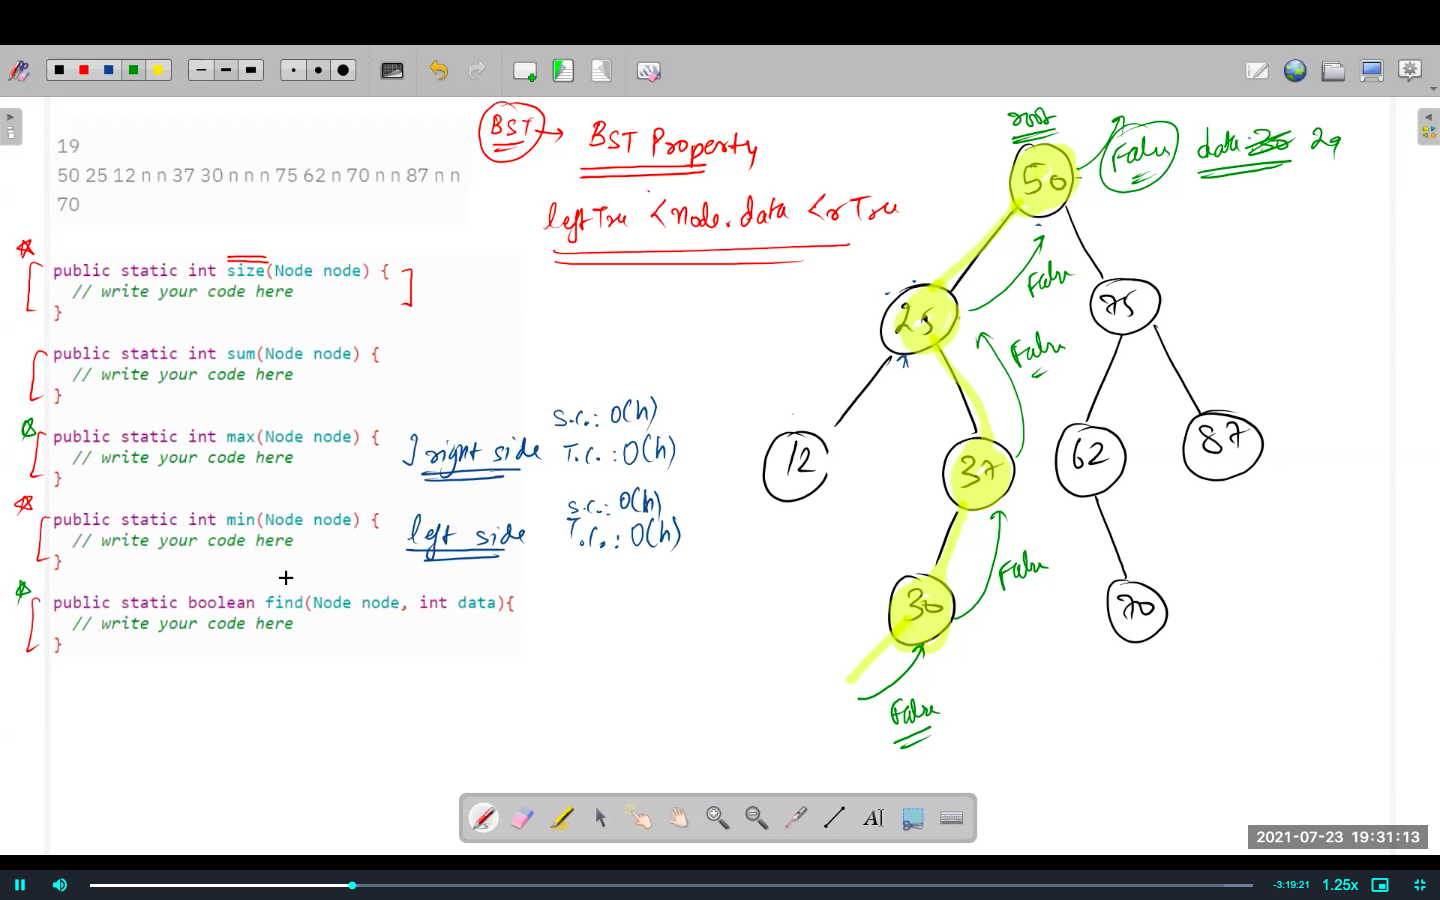 19
50 25 12 n n 37 30 n n n 75 62 n 70 n n 87 n n
70
BST → BST Property
leftTree < node.data < rTree
public static int size(Node node) {
// write your code here
}
public static int sum(Node node) {
// write your code here
}
public static int max(Node node) {
// write your code here
}
right side
S.C.: O(h)
T.C.: O(h)
public static int min(Node node) {
// write your code here
}
left side
S.C.: O(h)
T.C.: O(h)
public static boolean find(Node node, int data){
// write your code here
}
root
50
False
data 30 29
25
False
75
False
12
37
62
87
False
30
70
False
AI
2021-07-23 19:31:13
-3:19:21 1.25x